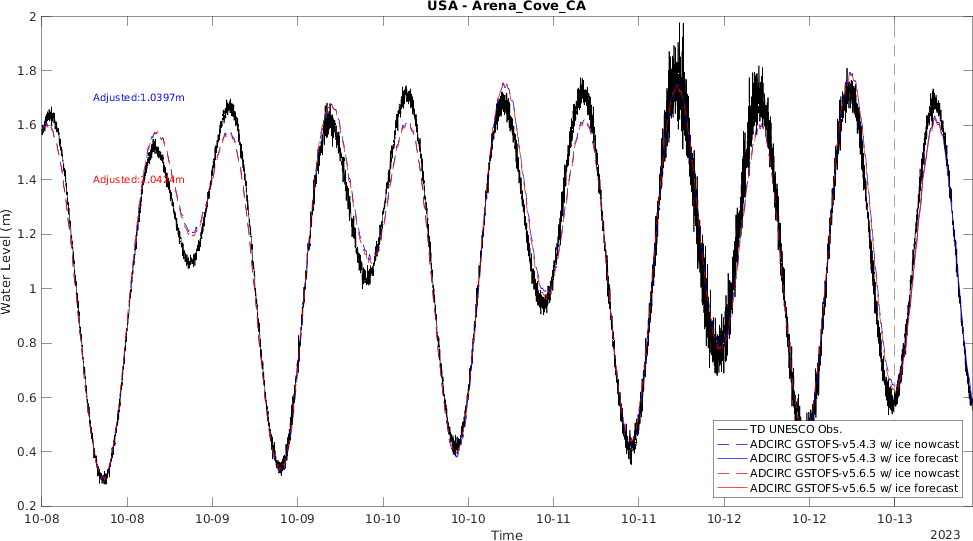 USA - Arena_Cove_CA
2
1.8
1.6
1.4
1.2
1
0.8
0.6
0.4
0.2
Water Level (m)
Adjusted:1.0397m
Adjusted:1.0424m
TD UNESCO Obs.
ADCIRC GSTOFS-v5.4.3 w/ ice nowcast
ADCIRC GSTOFS-v5.4.3 w/ ice forecast
ADCIRC GSTOFS-v5.6.5 w/ ice nowcast
ADCIRC GSTOFS-v5.6.5 w/ ice forecast
10-08 10-08 10-09 10-09 10-10 10-10 10-11 10-11 10-12 10-12 10-13
Time
2023